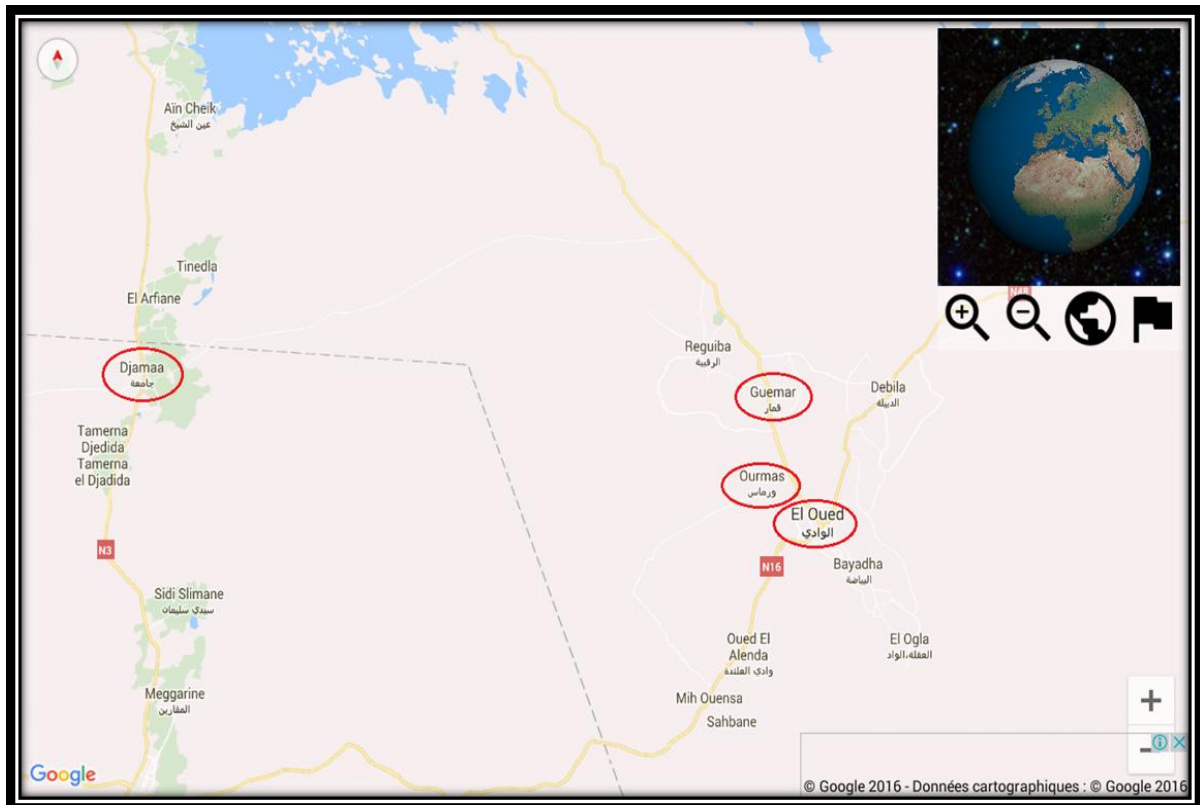 Aïn Cheik
عين الشيخ
Tinedla
El Arfiane
N48
Djamaa
جامعة
Reguiba
الرقيبة
Guemar
قمار
Debila
الدبيلة
Tamerna
Djedida
Tamerna
el Djadida
Ourmas
ورماس
El Oued
الوادي
N3
N16
Bayadha
البياضة
Sidi Slimane
سيدي سليمان
Oued El
Alenda
وادي العلندة
El Ogla
العقلة،الواد
Meggarine
المقارين
Mih Ouensa
Sahbane
Google
© Google 2016 - Données cartographiques : © Google 2016